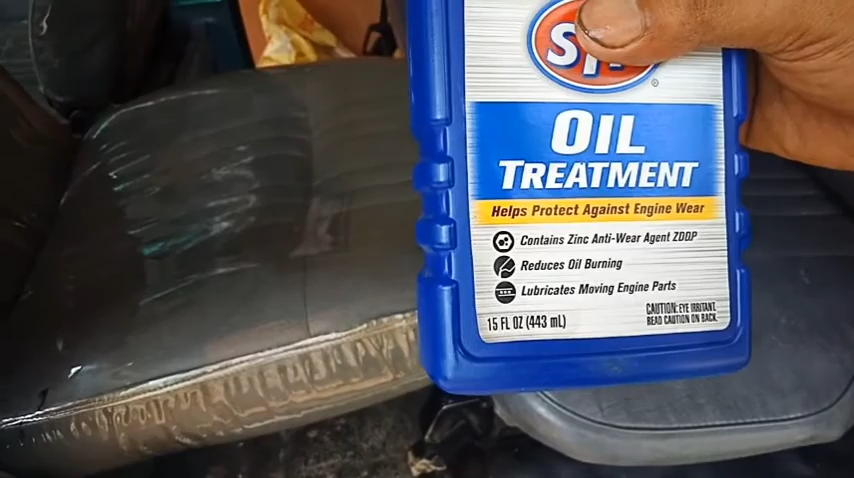 STP
®
OIL
TREATMENT
Helps Protect Against Engine Wear
Contains Zinc Anti-Wear Agent ZDDP
Reduces Oil Burning
Lubricates Moving Engine Parts
CAUTION: EYE IRRITANT.
READ CAUTION ON BACK.
15 FL OZ (443 mL)